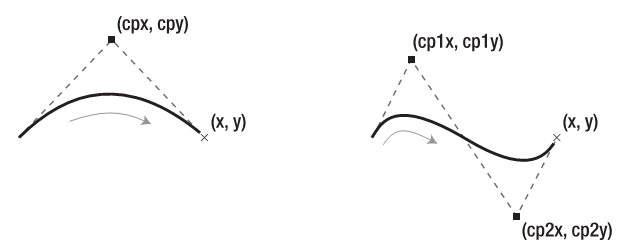 (cpx, cpy)
(x, y)
(cp1x, cp1y)
(x, y)
(cp2x, cp2y)